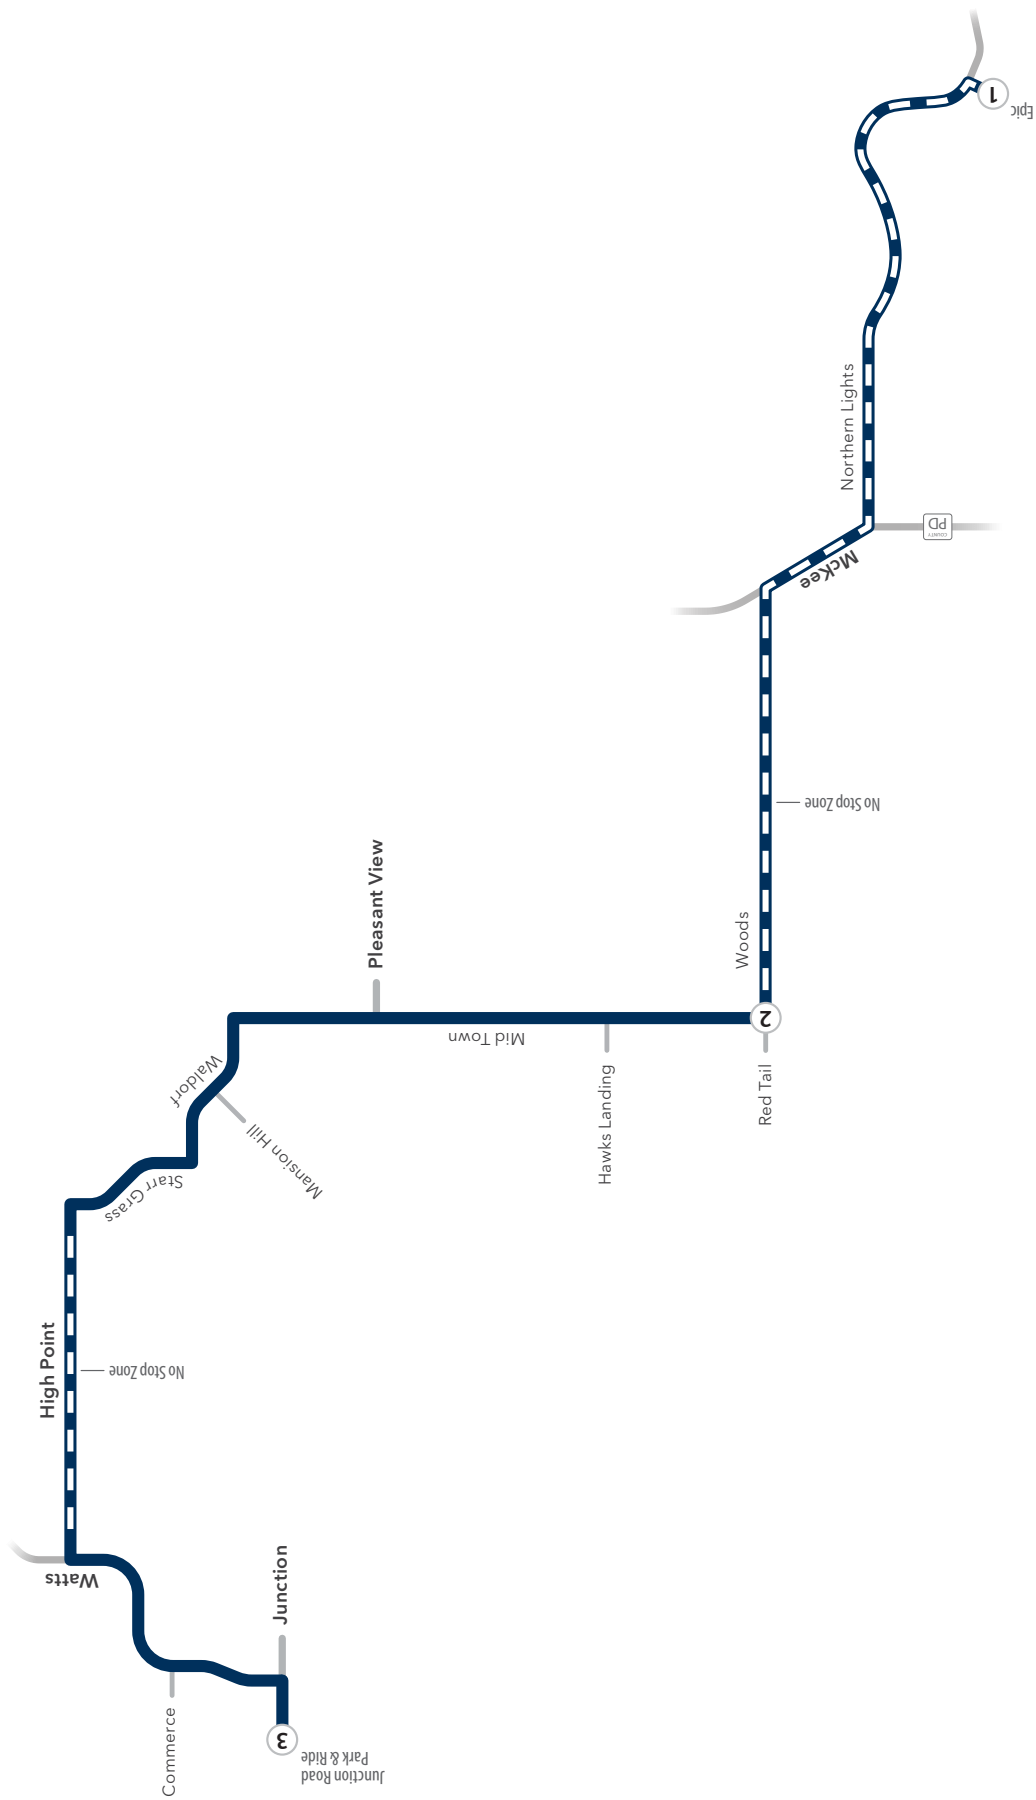 1
Epic
Northern Lights
COUNTY
PD
McKee
No Stop Zone
Pleasant View
Woods
2
Mid Town
Waldorf
Mansion Hill
Hawks Landing
Red Tail
Starr Grass
High Point
No Stop Zone
Watts
Junction
Commerce
3
Junction Road
Park & Ride